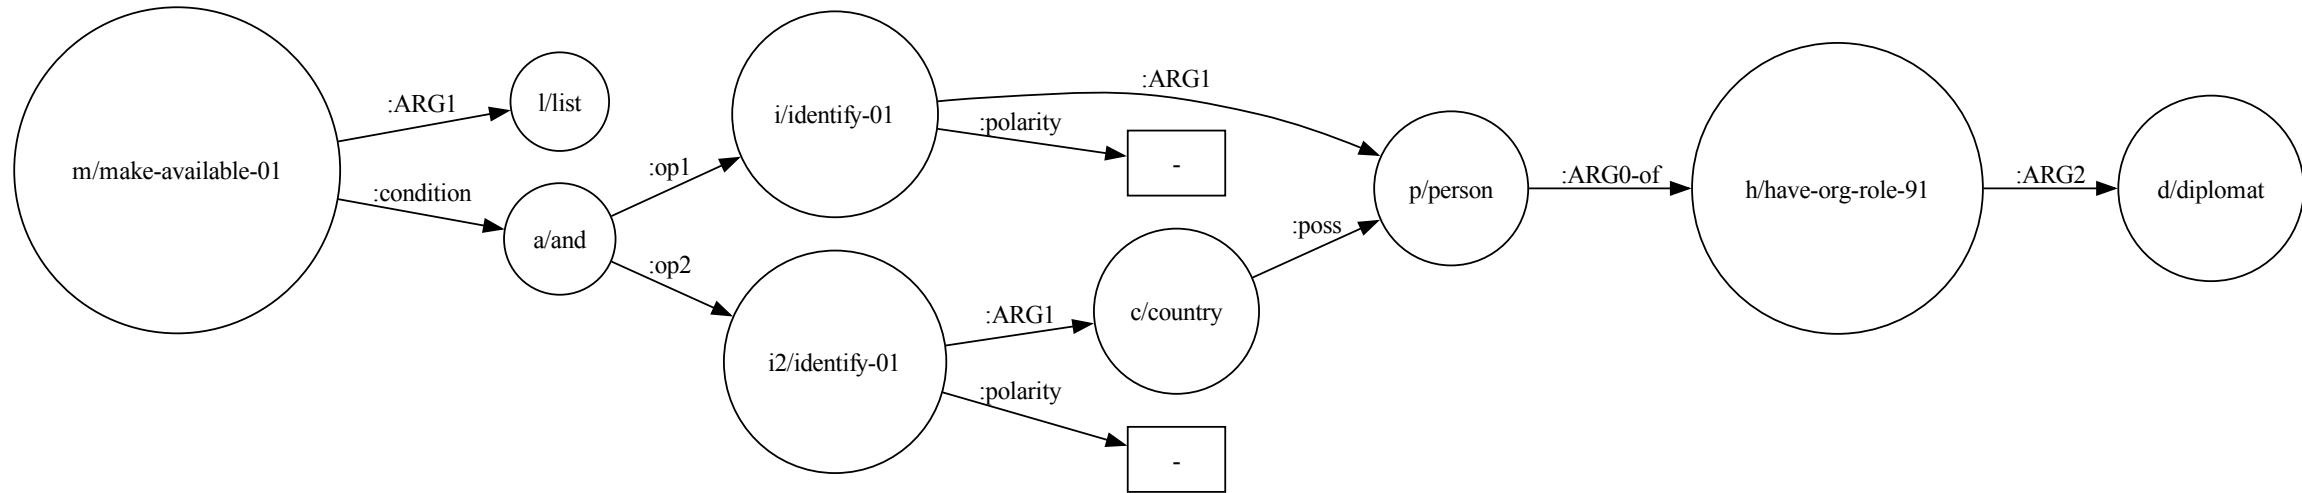 m/make-available-01
:ARG1
l/list
:condition
a/and
:op1
i/identify-01
:ARG1
:polarity
-
:op2
i2/identify-01
:ARG1
c/country
:poss
:polarity
-
p/person
:ARG0-of
h/have-org-role-91
:ARG2
d/diplomat